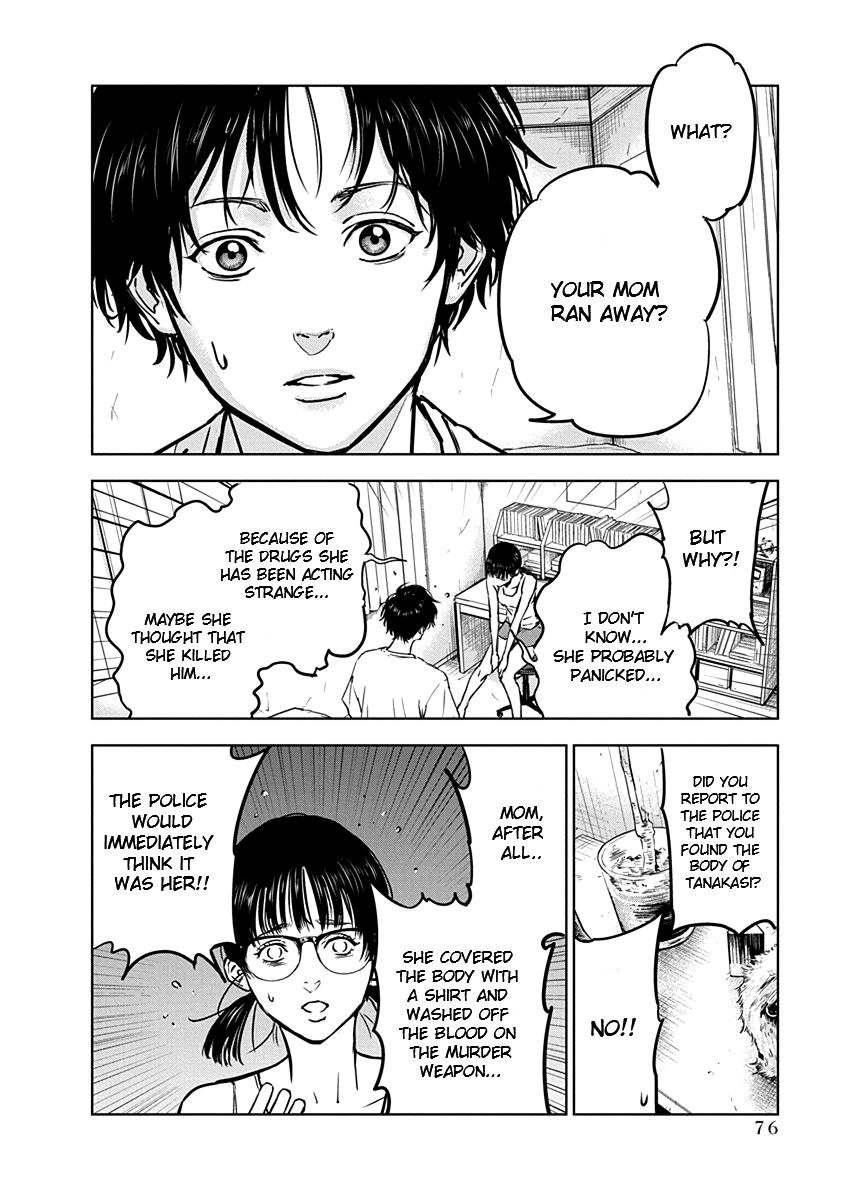 WHAT?
YOUR MOM
RAN AWAY?
BUT
WHY?!
I DON'T
KNOW...
SHE PROBABLY
PANICKED...
BECAUSE OF
THE DRUGS SHE
HAS BEEN ACTING
STRANGE...
MAYBE SHE
THOUGHT THAT
SHE KILLED
HIM...
DID YOU
REPORT TO
THE POLICE
THAT YOU
FOUND THE
BODY OF
TANAKASI?
NO!!
MOM,
AFTER
ALL..
SHE COVERED
THE BODY WITH
A SHIRT AND
WASHED OFF
THE BLOOD ON
THE MURDER
WEAPON...
THE POLICE
WOULD
IMMEDIATELY
THINK IT
WAS HER!!
76